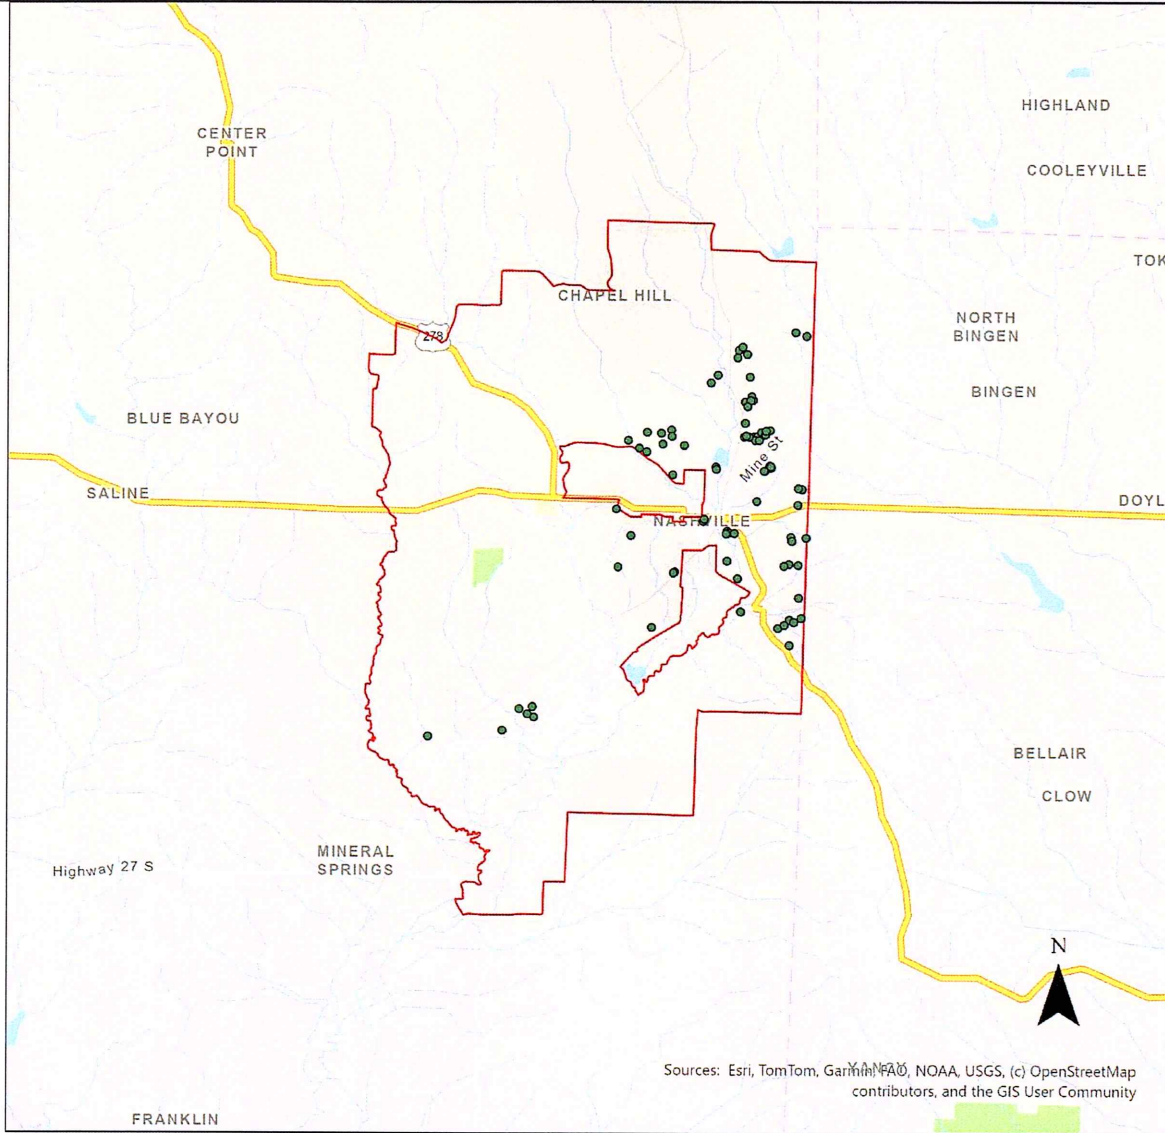 HIGHLAND
CENTER
POINT
COOLEYVILLE
TOK
CHAPEL HILL
NORTH
BINGEN
278
BINGEN
BLUE BAYOU
Mine St
SALINE
DOYL
NASHVILLE
BELLAIR
CLOW
MINERAL
SPRINGS
Highway 27 S
N
YANCY
Sources: Esri, TomTom, Garmin, FAO, NOAA, USGS, (c) OpenStreetMap
contributors, and the GIS User Community
FRANKLIN